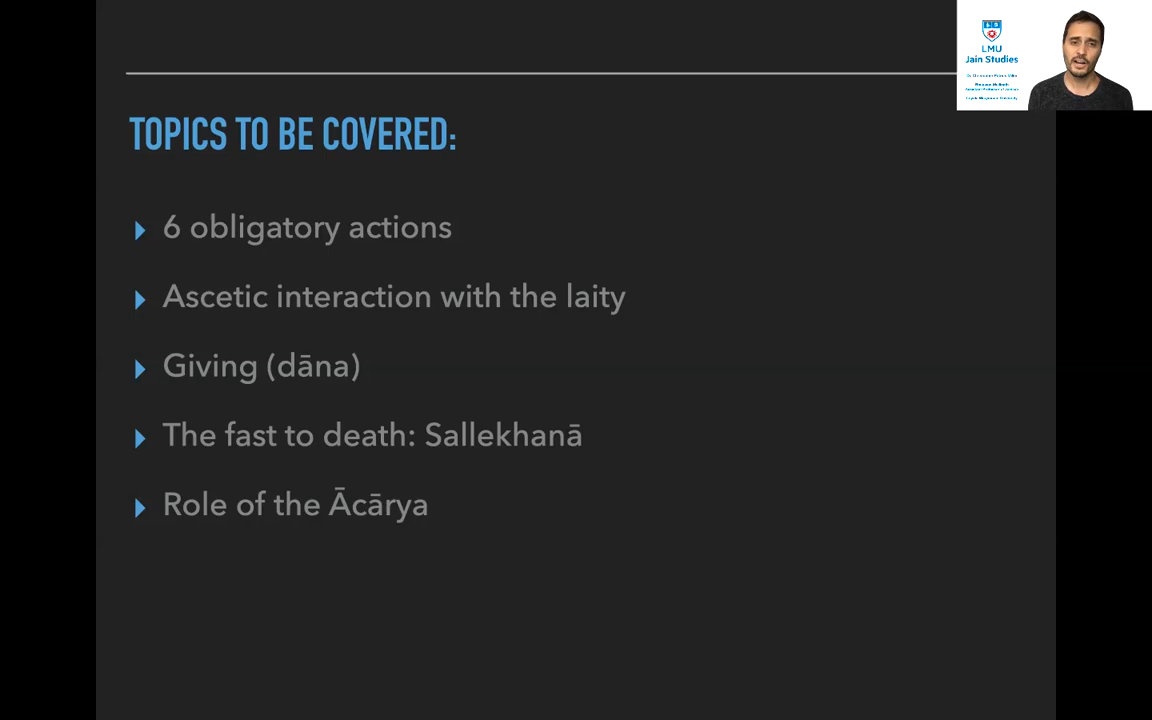 LMU
Jain Studies
TOPICS TO BE COVERED:
6 obligatory actions
Ascetic interaction with the laity
Giving (dāna)
The fast to death: Sallekhanā
Role of the Ācārya